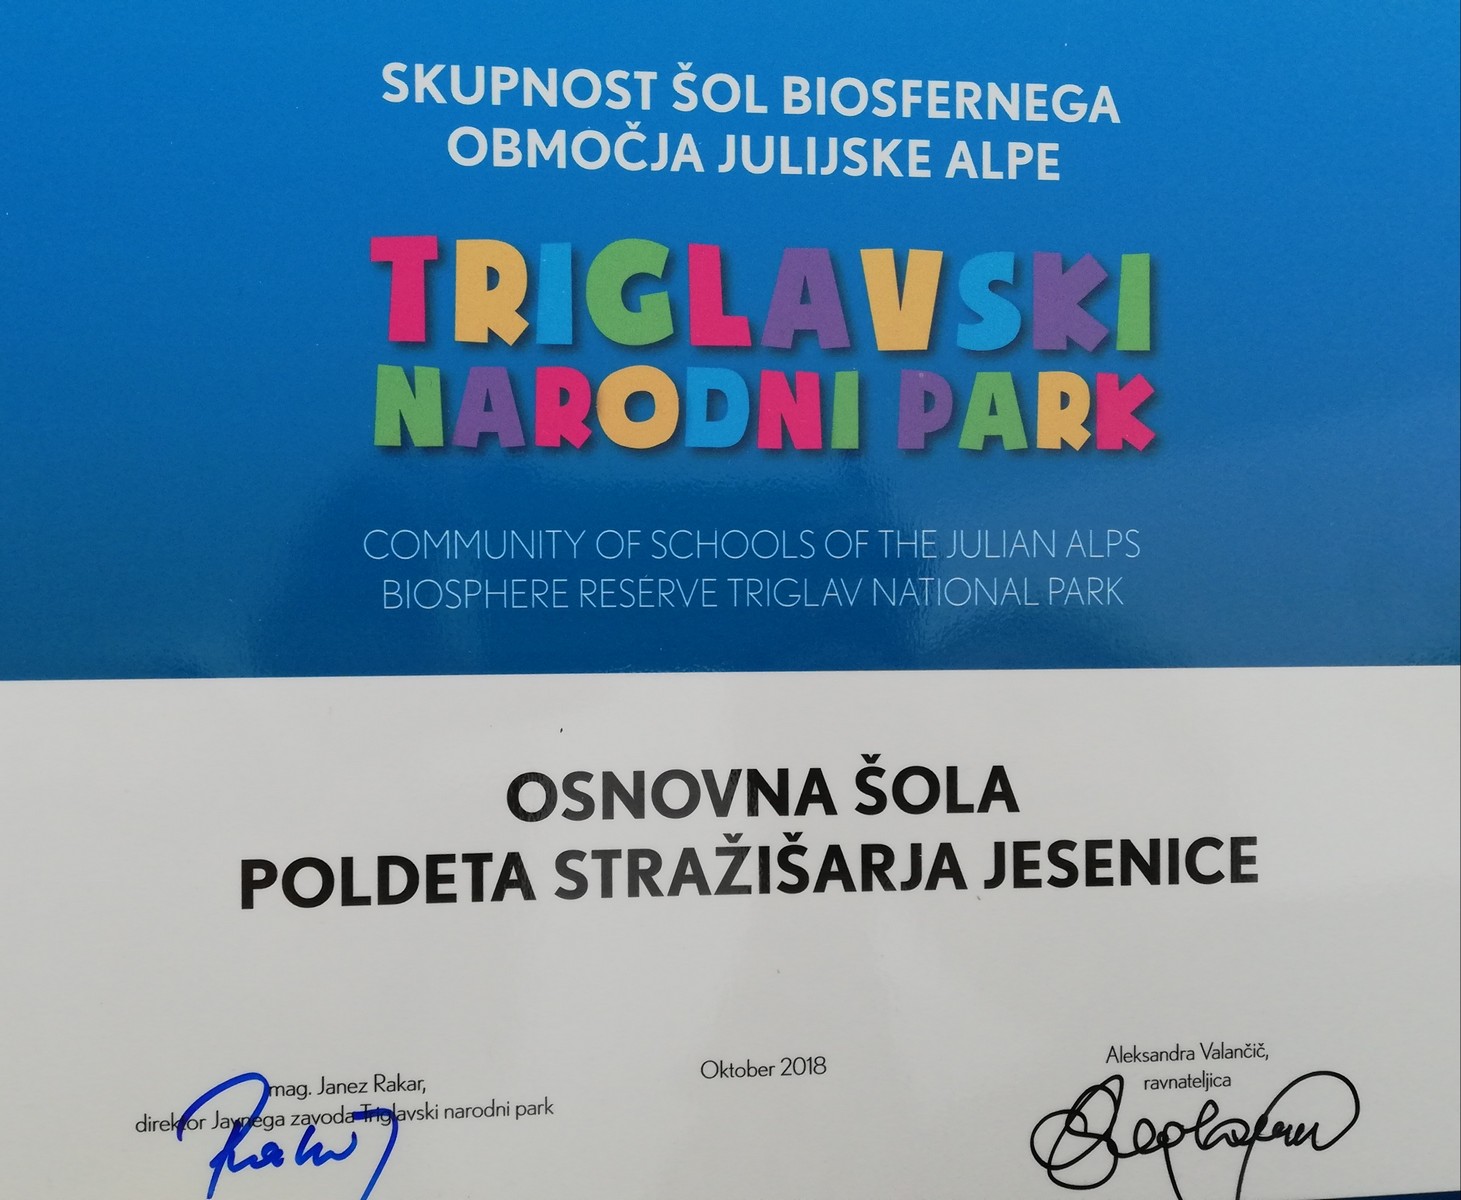 SKUPNOST ŠOL BIOSFERNEGA
OBMOČJA JULIJSKE ALPE
TRIGLAVSKI
NARODNI PARK
COMMUNITY OF SCHOOLS OF THE JULIAN ALPS
BIOSPHERE RESERVE TRIGLAV NATIONAL PARK
OSNOVNA ŠOLA
POLDETA STRAŽIŠARJA JESENICE
mag. Janez Rakar,
direktor Javnega zavoda Triglavski narodni park
Oktober 2018
Aleksandra Valančič,
ravnateljica